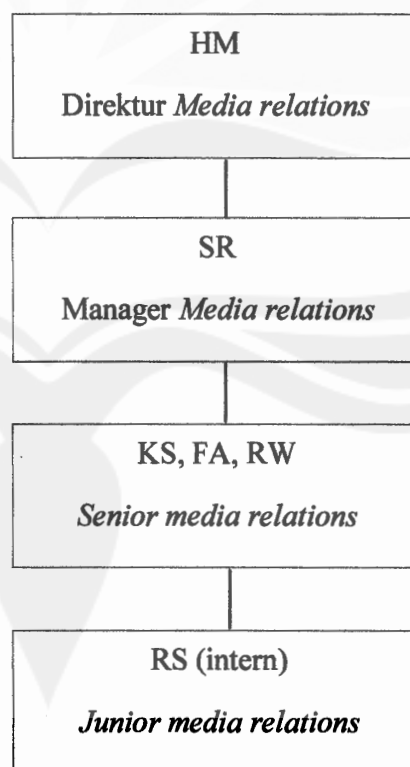 HM
Direktur Media relations
SR
Manager Media relations
KS, FA, RW
Senior media relations
RS (intern)
Junior media relations